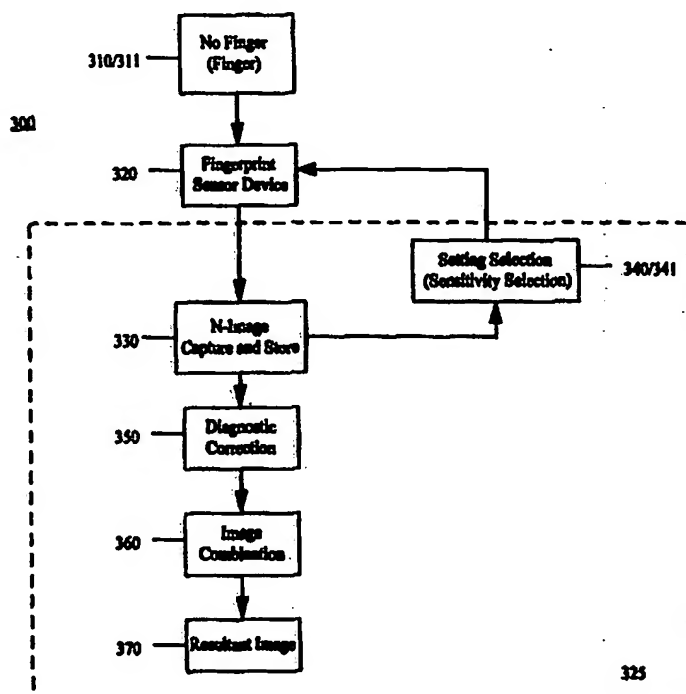 No Finger
(Finger)
310/311
300
Fingerprint
Sensor Device
320
Setting Selection
(Sensitivity Selection)
340/341
N-Image
Capture and Store
330
Diagnostic
Correction
350
Image
Combination
360
Resultant Image
370
325